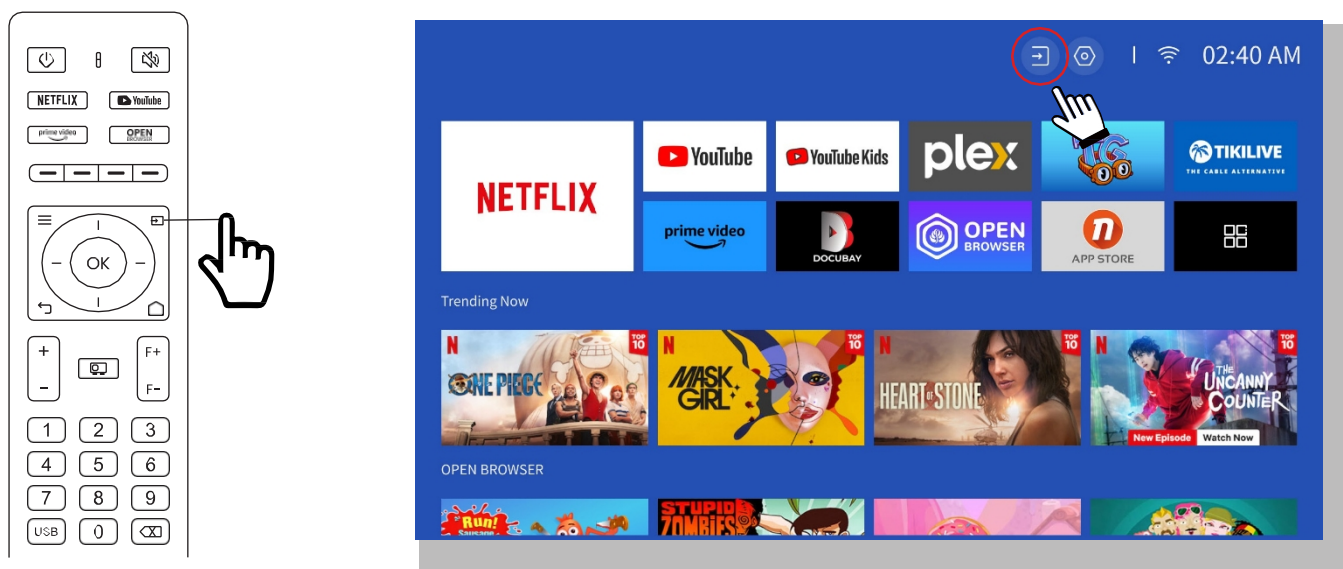 NETFLIX
YouTube
prime video
OPEN
BROWSER
OK
+
F+
-
F-
1 2 3
4 5 6
7 8 9
USB 0
02:40 AM
NETFLIX
YouTube
YouTube Kids
plex
TG
TIKILIVE
THE CABLE ALTERNATIVE
prime video
DOCUBAY
OPEN
BROWSER
n
APP STORE
Trending Now
N
TOP
10
ONE PIECE
N
TOP
10
MASK
GIRL
N
TOP
10
HEART OF STONE
N
TOP
10
THE
UNCANNY
COUNTER
New Episode Watch Now
OPEN BROWSER
Run!
Sausage
STUPID
ZOMBIES